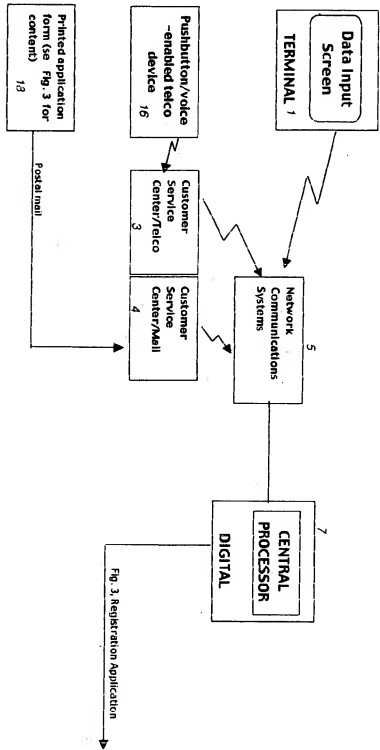 Data Input
Screen
TERMINAL 1
Pushbutton/voice
-enabled telco
device
16
Printed application
form (se Fig. 3 for
content)
18
Postal mail
Customer
Service
Center/Telco
3
Customer
Service
Center/Mail
4
5
Network
Communications
Systems
7
CENTRAL
PROCESSOR
DIGITAL
Fig. 3, Registration Application